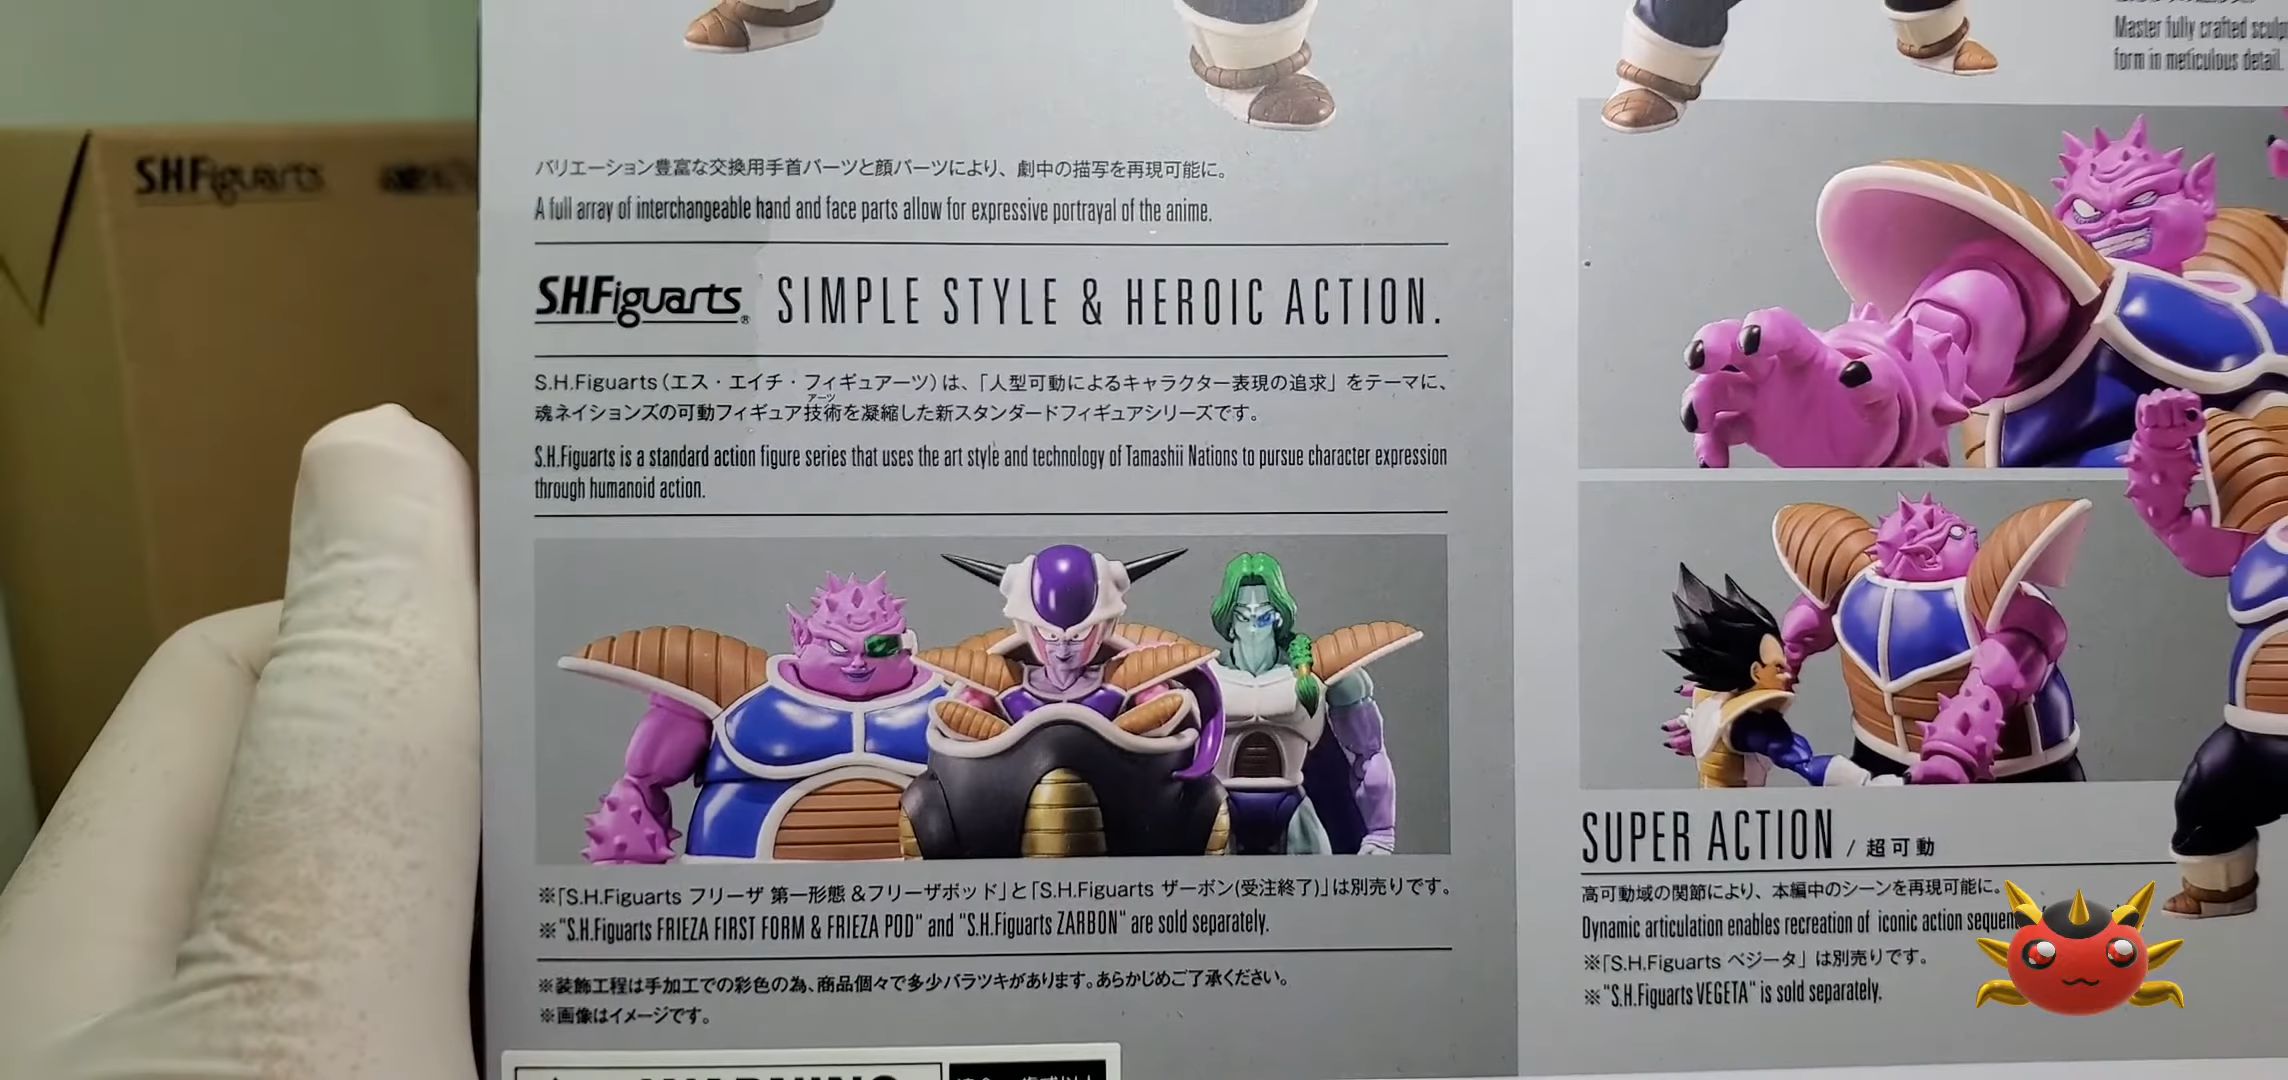 S.H.Figuarts
バリエーション豊富な交換用手首パーツと顔パーツにより、劇中の描写を再現可能に。
A full array of interchangeable hand and face parts allow for expressive portrayal of the anime.
S.H.Figuarts® SIMPLE STYLE & HEROIC ACTION.
S.H.Figuarts（エス・エイチ・フィギュアーツ）は、「人型可動によるキャラクター表現の追求」をテーマに、
アーツ
魂ネイションズの可動フィギュア技術を凝縮した新スタンダードフィギュアシリーズです。
S.H.Figuarts is a standard action figure series that uses the art style and technology of Tamashii Nations to pursue character expression
through humanoid action.
※「S.H.Figuarts フリーザ 第一形態 &フリーザポッド」と「S.H.Figuarts ザーボン(受注終了)」は別売りです。
※"S.H.Figuarts FRIEZA FIRST FORM & FRIEZA POD" and "S.H.Figuarts ZARBON" are sold separately.
※装飾工程は手加工での彩色の為、商品個々で多少バラツキがあります。あらかじめご了承ください。
※画像はイメージです。
WARNING
Master fully crafted
form in meticulous detail.
SUPER ACTION / 超可動
高可動域の関節により、本編中のシーンを再現可能に。
Dynamic articulation enables recreation of iconic action
※「S.H.Figuarts ベジータ」は別売りです。
※"S.H.Figuarts VEGETA" is sold separately.